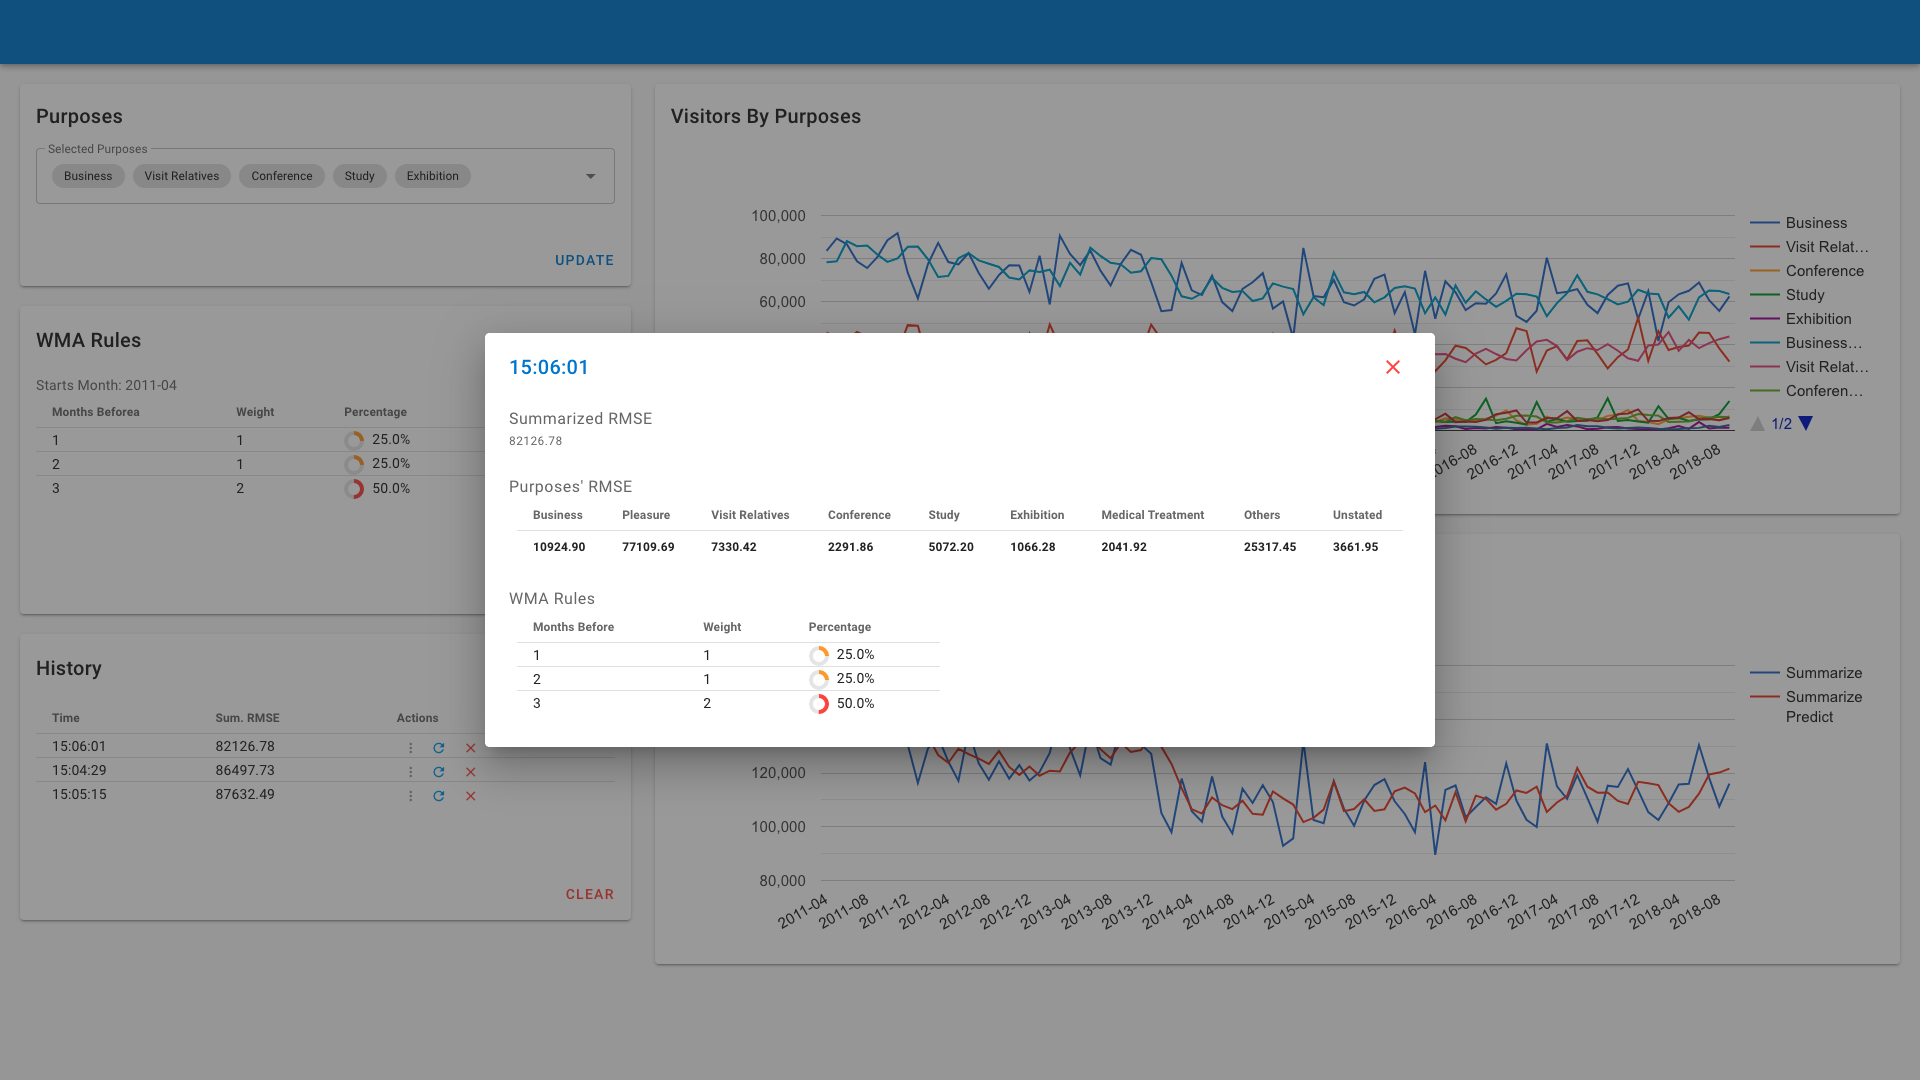 Purposes
Selected Purposes
Business Visit Relatives Conference Study Exhibition
UPDATE
WMA Rules
Starts Month: 2011-04
Months Beforea Weight Percentage
1 1 25.0%
2 1 25.0%
3 2 50.0%
History
Time Sum. RMSE Actions
15:06:01 82126.78
15:04:29 86497.73
15:05:15 87632.49
CLEAR
Visitors By Purposes
100,000
80,000
60,000
Business
Visit Relat…
Conference
Study
Exhibition
Business…
Visit Relat…
Conferen…
1/2
2016-12 2017-04 2017-08 2017-12 2018-04 2018-08
15:06:01
Summarized RMSE
82126.78
Purposes' RMSE
Business Pleasure Visit Relatives Conference Study Exhibition Medical Treatment Others Unstated
10924.90 77109.69 7330.42 2291.86 5072.20 1066.28 2041.92 25317.45 3661.95
WMA Rules
Months Before Weight Percentage
1 1 25.0%
2 1 25.0%
3 2 50.0%
Summarize
Summarize
Predict
120,000
100,000
80,000
2011-04 2011-08 2011-12 2012-04 2012-08 2012-12 2013-04 2013-08 2013-12 2014-04 2014-08 2014-12 2015-04 2015-08 2015-12 2016-04 2016-08 2016-12 2017-04 2017-08 2017-12 2018-04 2018-08